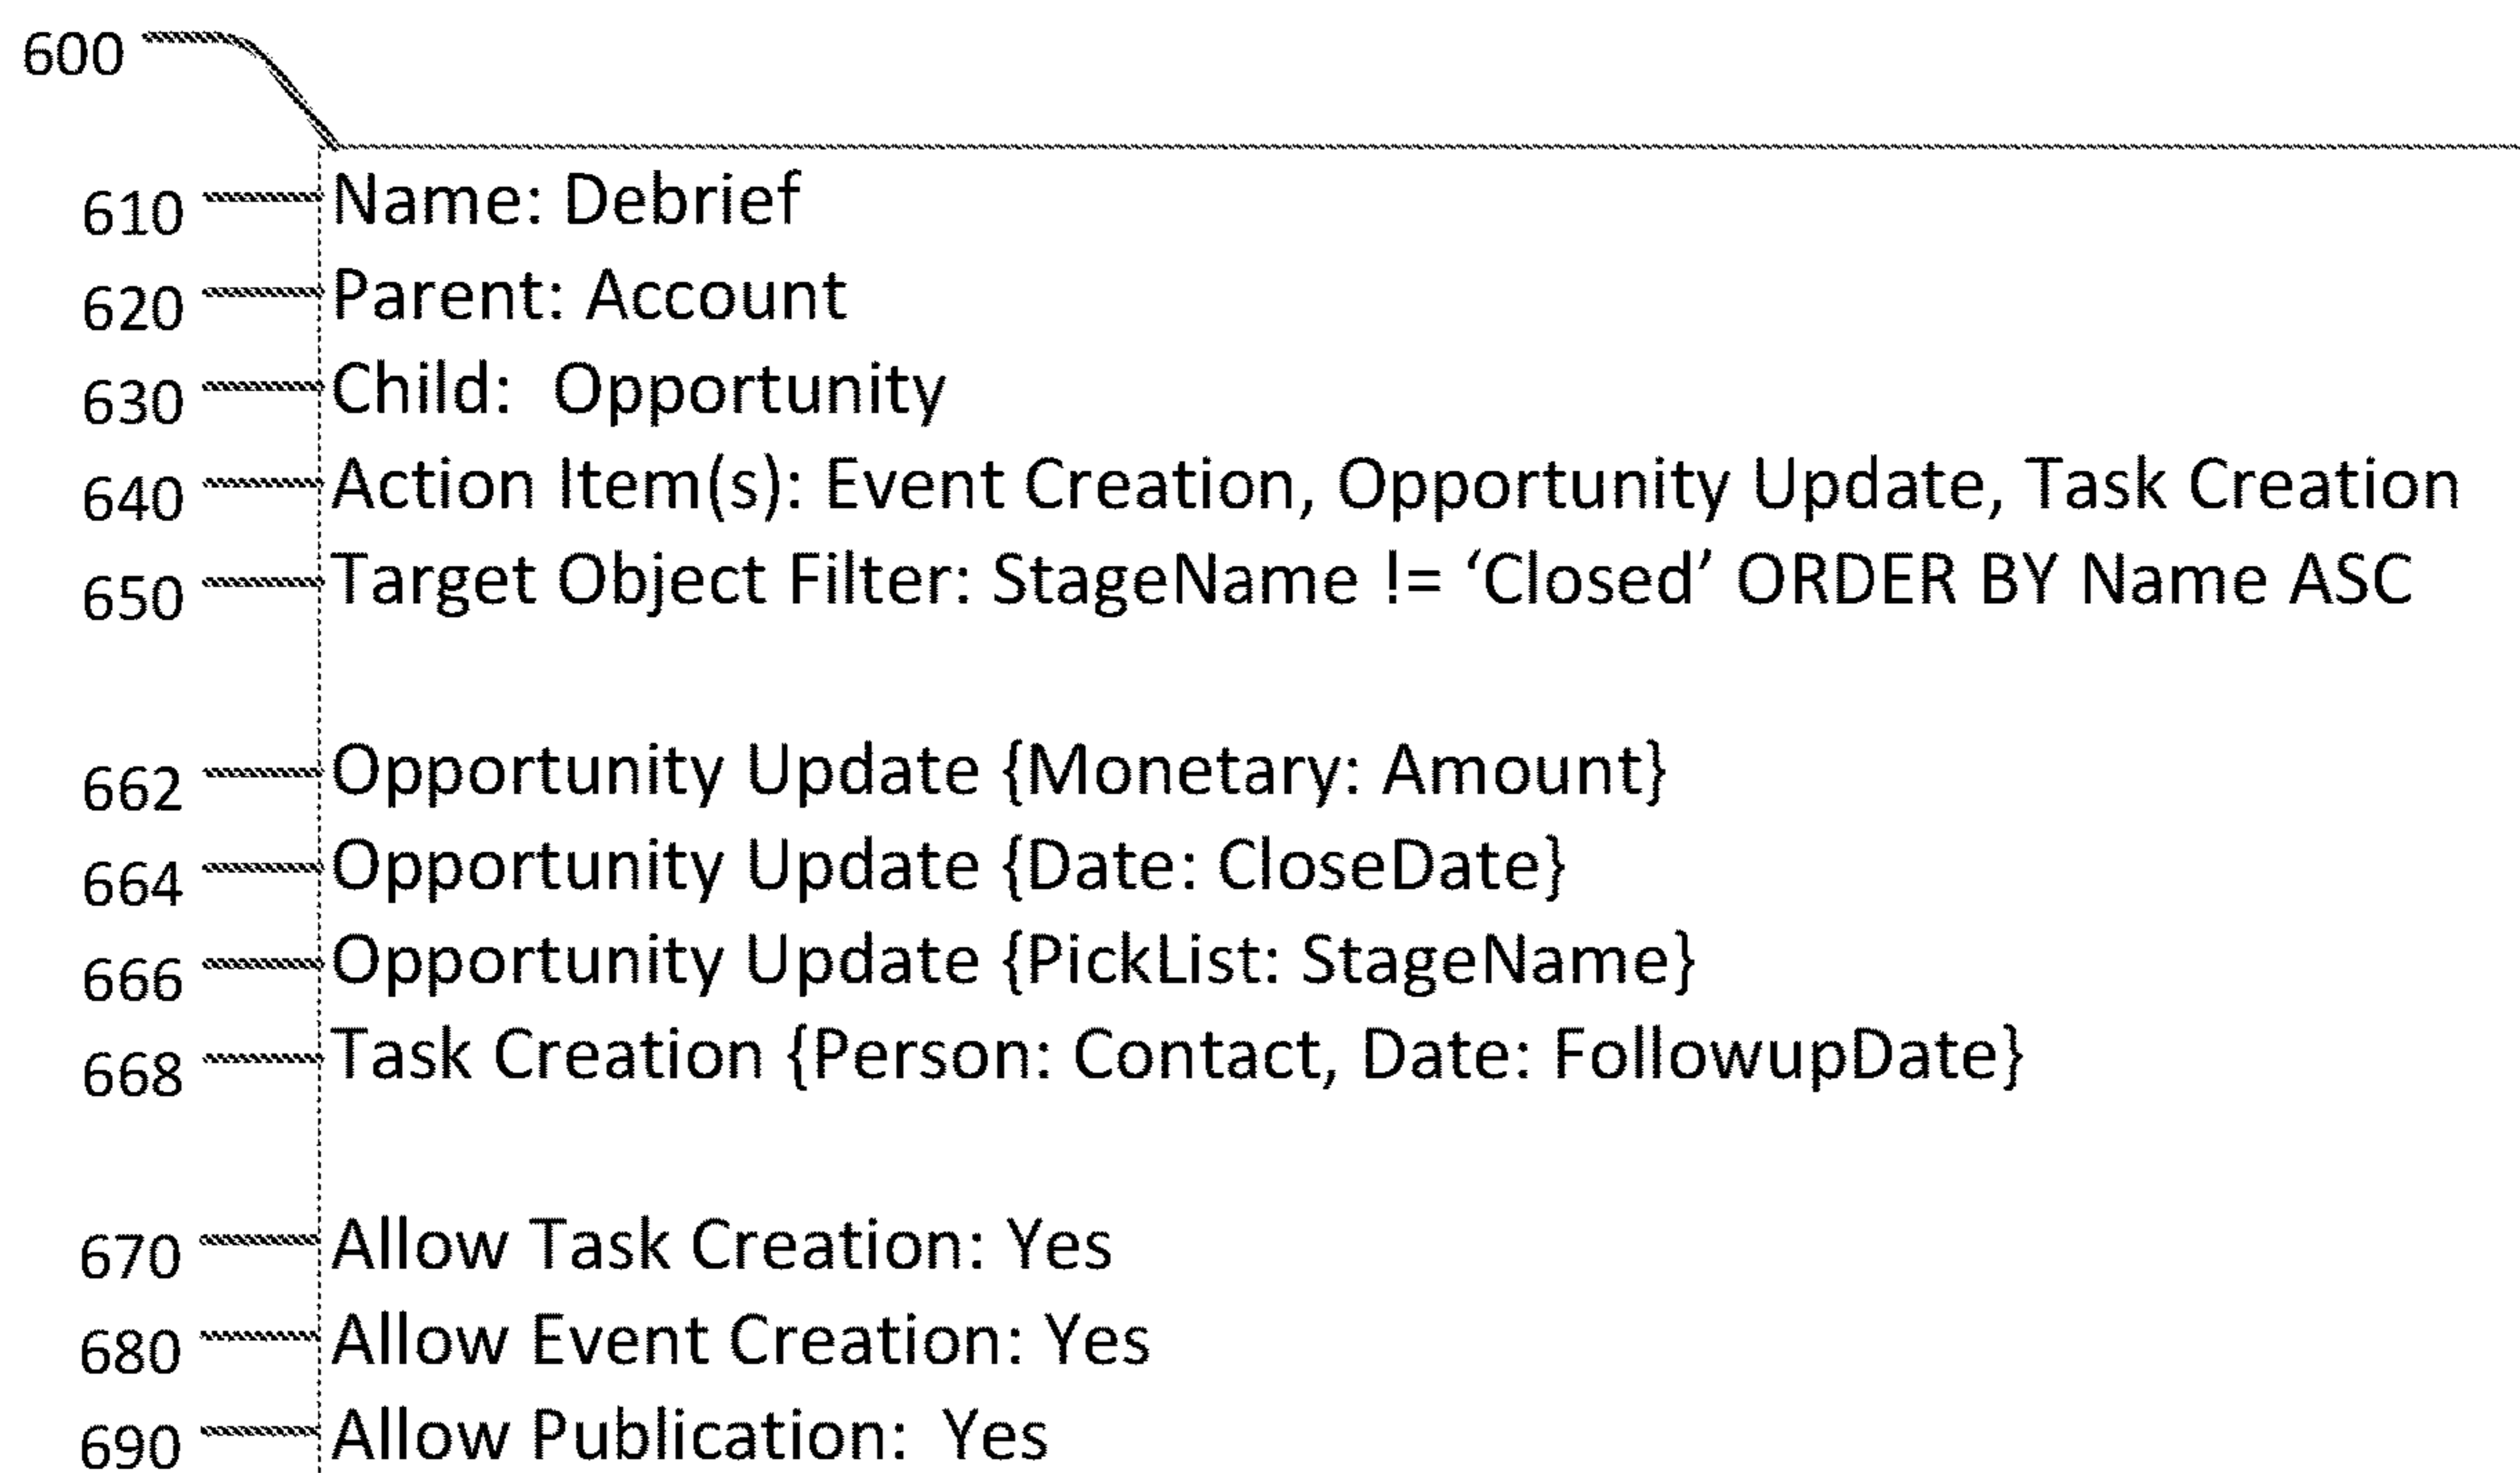 600
610 Name: Debrief
620 Parent: Account
630 Child: Opportunity
640 Action Item(s): Event Creation, Opportunity Update, Task Creation
650 Target Object Filter: StageName != ‘Closed’ ORDER BY Name ASC
662 Opportunity Update {Monetary: Amount}
664 Opportunity Update {Date: CloseDate}
666 Opportunity Update {PickList: StageName}
668 Task Creation {Person: Contact, Date: FollowupDate}
670 Allow Task Creation: Yes
680 Allow Event Creation: Yes
690 Allow Publication: Yes